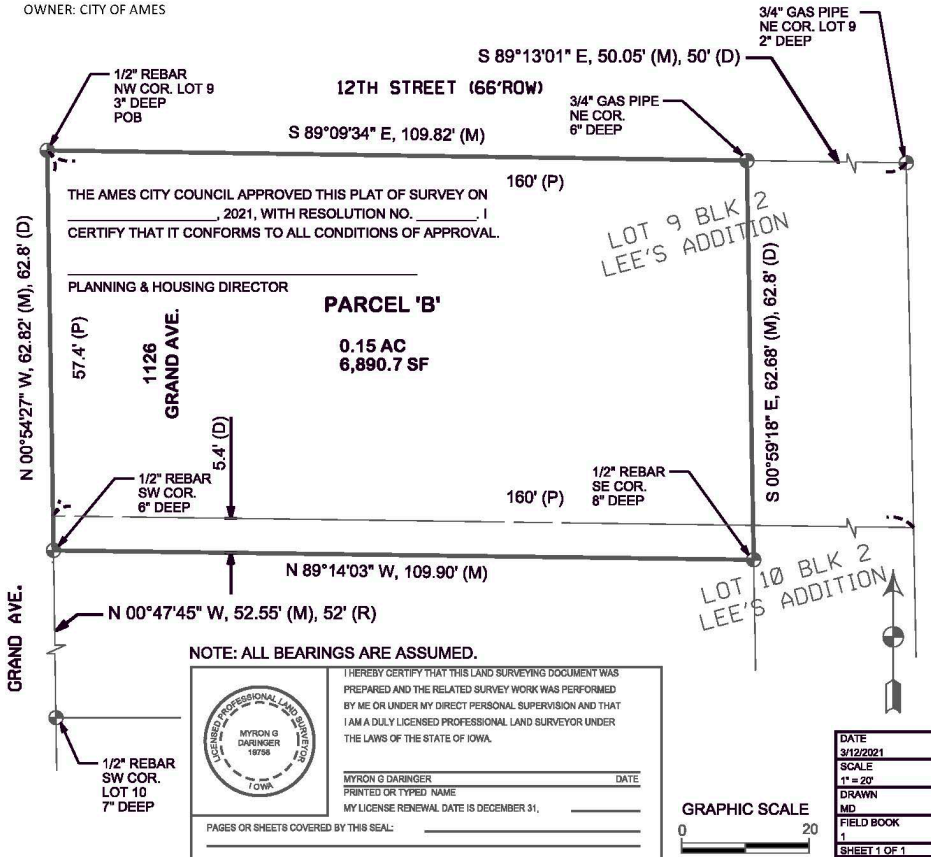 OWNER: CITY OF AMES
3/4" GAS PIPE
NE COR. LOT 9
2" DEEP
S 89°13'01" E, 50.05' (M), 50' (D)
1/2" REBAR
NW COR. LOT 9
3" DEEP
POB
12TH STREET (66'ROW)
3/4" GAS PIPE
NE COR.
6" DEEP
S 89°09'34" E, 109.82' (M)
160' (P)
THE AMES CITY COUNCIL APPROVED THIS PLAT OF SURVEY ON
____________________, 2021, WITH RESOLUTION NO. ________. I
CERTIFY THAT IT CONFORMS TO ALL CONDITIONS OF APPROVAL.
PLANNING & HOUSING DIRECTOR
LOT 9 BLK 2
LEE'S ADDITION
N 00°54'27" W, 62.82' (M), 62.8' (D)
57.4' (P)
1126
GRAND AVE.
PARCEL 'B'
0.15 AC
6,890.7 SF
S 00°59'18" E, 62.68' (M), 62.8' (D)
5.4' (D)
1/2" REBAR
SW COR.
6" DEEP
160' (P)
1/2" REBAR
SE COR.
8" DEEP
N 89°14'03" W, 109.90' (M)
LOT 10 BLK 2
LEE'S ADDITION
GRAND AVE.
N 00°47'45" W, 52.55' (M), 52' (R)
NOTE: ALL BEARINGS ARE ASSUMED.
1/2" REBAR
SW COR.
LOT 10
7" DEEP
LICENSED PROFESSIONAL LAND SURVEYOR
MYRON G
DARINGER
19756
IOWA
I HEREBY CERTIFY THAT THIS LAND SURVEYING DOCUMENT WAS
PREPARED AND THE RELATED SURVEY WORK WAS PERFORMED
BY ME OR UNDER MY DIRECT PERSONAL SUPERVISION AND THAT
I AM A DULY LICENSED PROFESSIONAL LAND SURVEYOR UNDER
THE LAWS OF THE STATE OF IOWA.
MYRON G DARINGER DATE
PRINTED OR TYPED NAME
MY LICENSE RENEWAL DATE IS DECEMBER 31, ________
PAGES OR SHEETS COVERED BY THIS SEAL: ________
GRAPHIC SCALE
0 20
DATE
3/12/2021
SCALE
1" = 20'
DRAWN
MD
FIELD BOOK
1
SHEET 1 OF 1